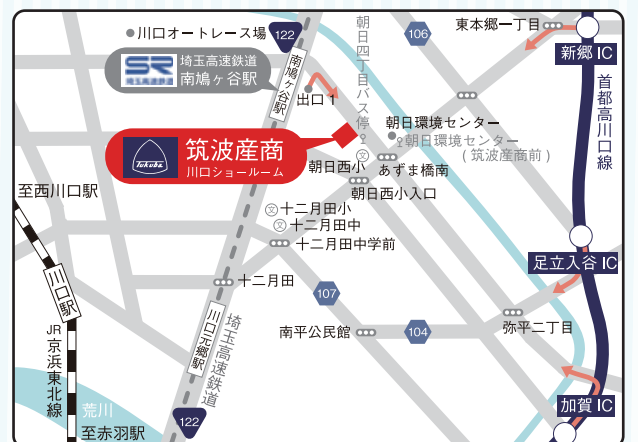 川口オートレース場
122
SR
埼玉高速鉄道
埼玉高速鉄道
南鳩ヶ谷駅
南鳩ヶ谷駅
出口 1
朝日四丁目バス停
106
東本郷一丁目
新郷 IC
首都高川口線
朝日環境センター
朝日環境センター
( 筑波産商前 )
文
あずま橋南
Tukuba
筑波産商
川口ショールーム
朝日西小
朝日西小入口
至西川口駅
文 十二月田小
文 十二月田中
十二月田中学前
足立入谷 IC
十二月田
川口駅
107
川口元郷駅
埼玉高速鉄道
南平公民館
104
弥平二丁目
JR
京浜東北線
荒川
至赤羽駅
122
加賀 IC